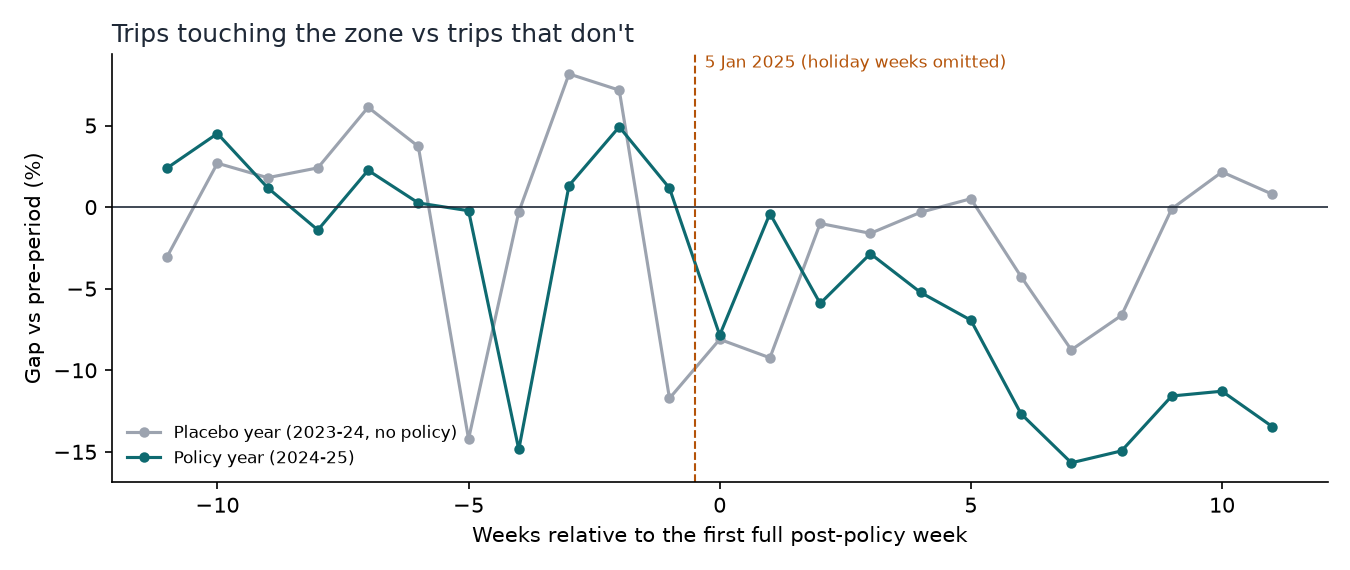 Trips touching the zone vs trips that don't
5 Jan 2025 (holiday weeks omitted)
Gap vs pre-period (%)
5
0
−5
−10
−15
Placebo year (2023-24, no policy)
Policy year (2024-25)
−10
−5
0
5
10
Weeks relative to the first full post-policy week